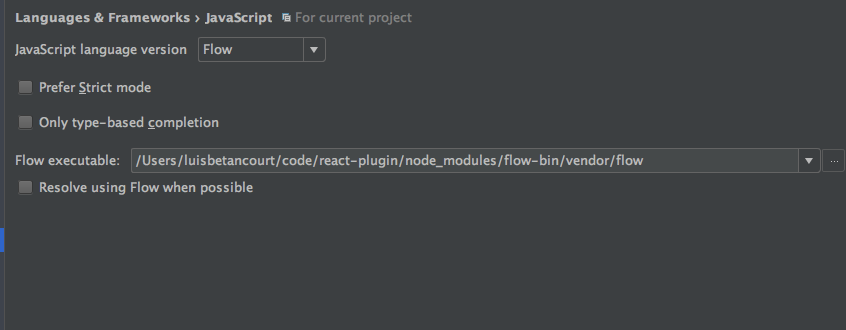 Languages & Frameworks › JavaScript For current project
JavaScript language version Flow
Prefer Strict mode
Only type-based completion
Flow executable: /Users/luisbetancourt/code/react-plugin/node_modules/flow-bin/vendor/flow ...
Resolve using Flow when possible